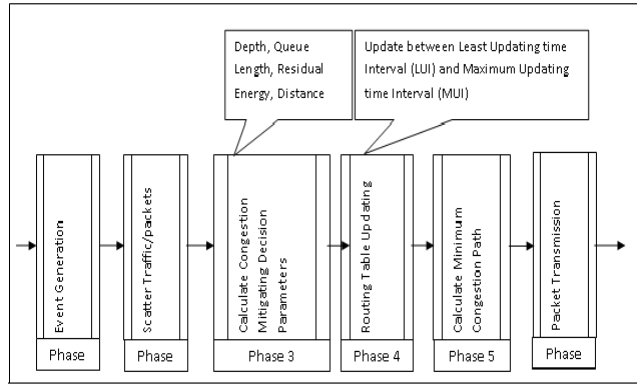 Depth, Queue
Length, Residual
Energy, Distance
Update between Least Updating time
Interval (LUI) and Maximum Updating
time Interval (MUI)
Event Generation
Scatter Traffic/packets
Calculate Congestion
Mitigating Decision
Parameters
Routing Table Updating
Calculate Minimum
Congestion Path
Packet Transmission
Phase
Phase
Phase 3
Phase 4
Phase 5
Phase